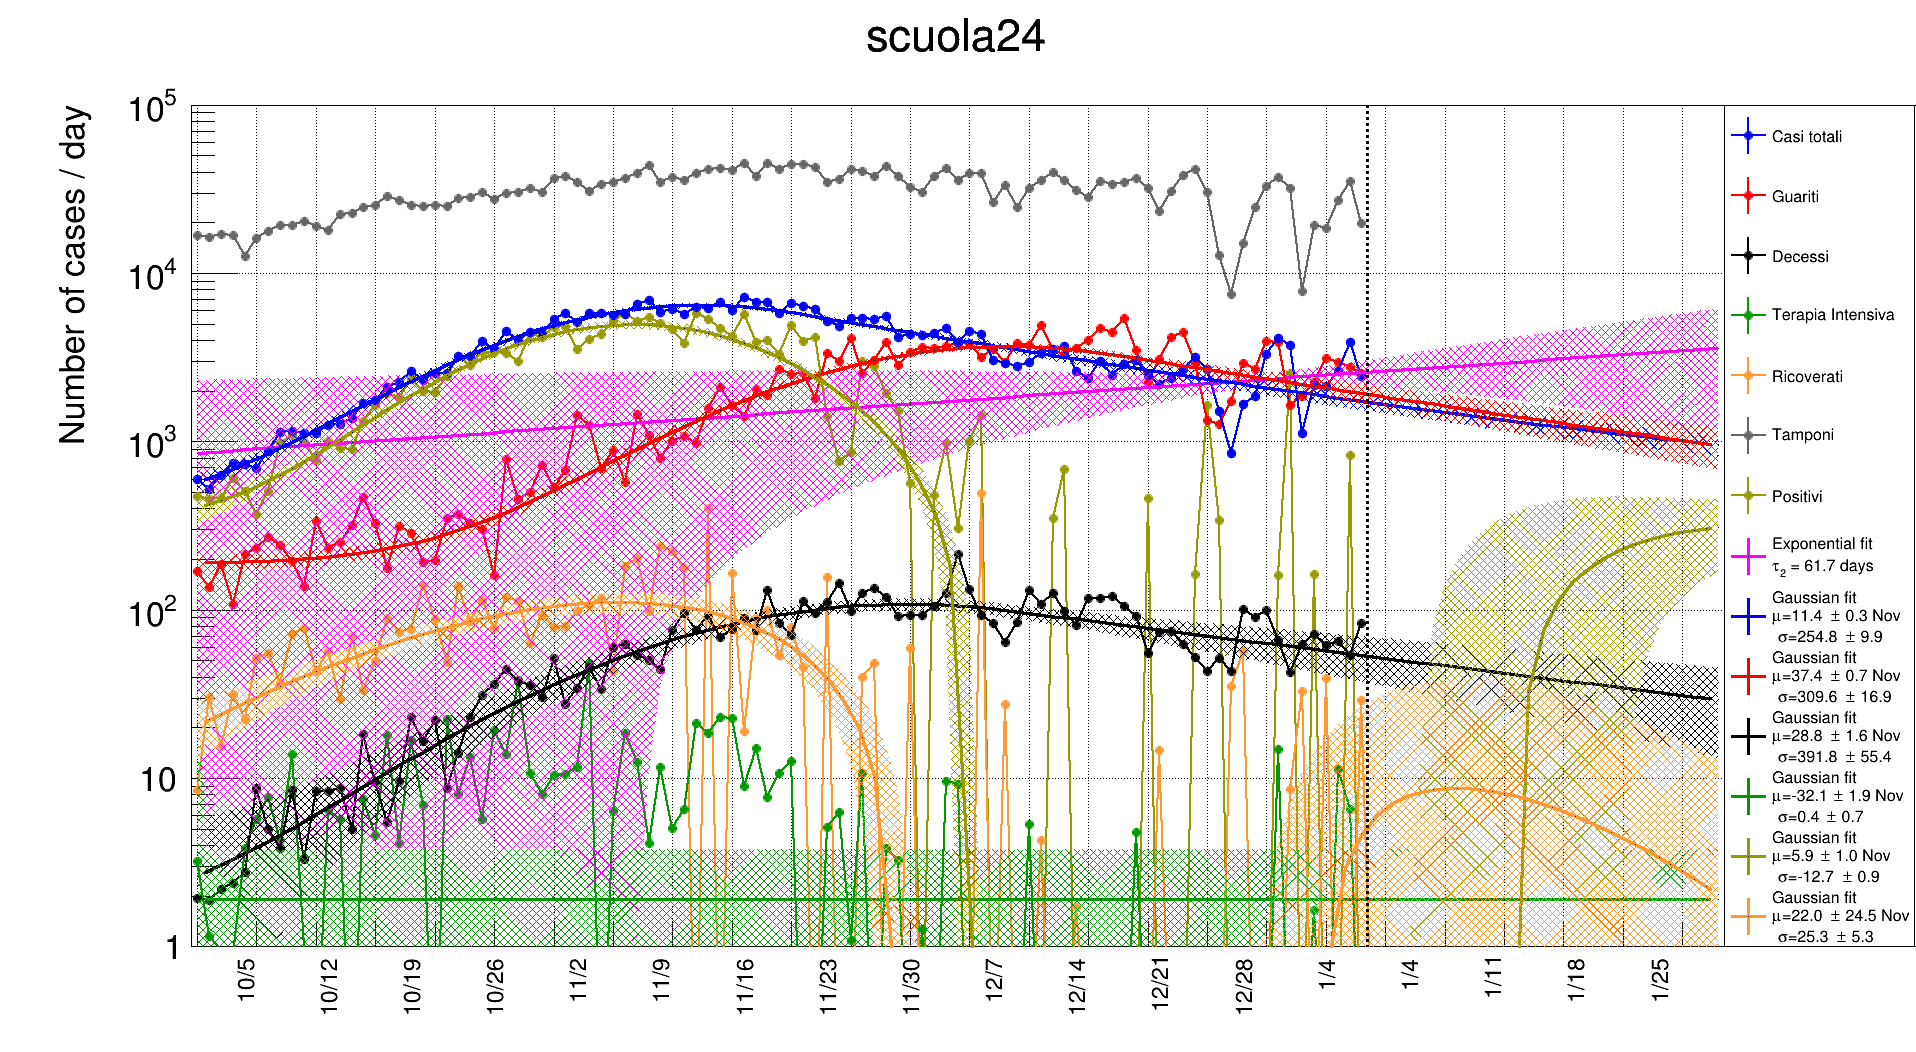 scuola24
Number of cases / day
10^5
10^4
10^3
10^2
10
1
10/5
10/12
10/19
10/26
11/2
11/9
11/16
11/23
11/30
12/7
12/14
12/21
12/28
1/4
1/4
1/11
1/18
1/25
Casi totali
Guariti
Decessi
Terapia Intensiva
Ricoverati
Tamponi
Positivi
Exponential fit
τ₂ = 61.7 days
Gaussian fit
μ=11.4 ± 0.3 Nov
σ=254.8 ± 9.9
Gaussian fit
μ=37.4 ± 0.7 Nov
σ=309.6 ± 16.9
Gaussian fit
μ=28.8 ± 1.6 Nov
σ=391.8 ± 55.4
Gaussian fit
μ=-32.1 ± 1.9 Nov
σ=0.4 ± 0.7
Gaussian fit
μ=5.9 ± 1.0 Nov
σ=-12.7 ± 0.9
Gaussian fit
μ=22.0 ± 24.5 Nov
σ=25.3 ± 5.3